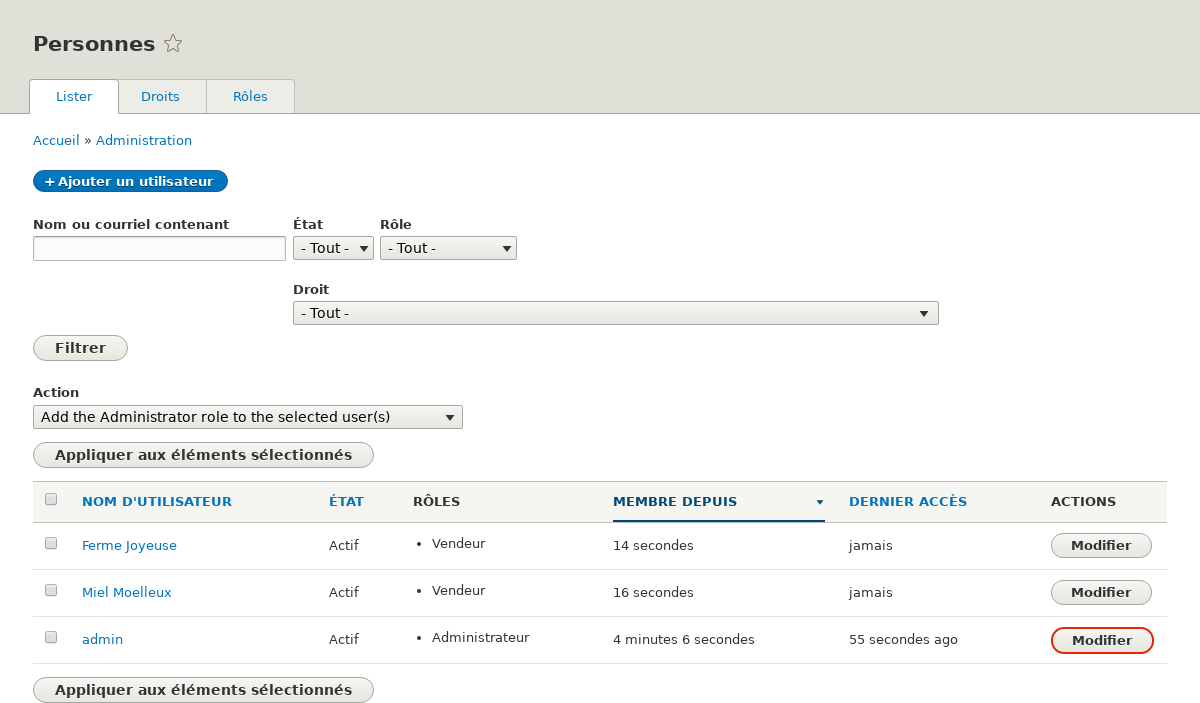 Personnes
Lister Droits Rôles
Accueil » Administration
+ Ajouter un utilisateur
Nom ou courriel contenant État Rôle
- Tout - - Tout -
Droit
- Tout -
Filtrer
Action
Add the Administrator role to the selected user(s)
Appliquer aux éléments sélectionnés
NOM D'UTILISATEUR ÉTAT RÔLES MEMBRE DEPUIS DERNIER ACCÈS ACTIONS
Ferme Joyeuse Actif • Vendeur 14 secondes jamais Modifier
Miel Moelleux Actif • Vendeur 16 secondes jamais Modifier
admin Actif • Administrateur 4 minutes 6 secondes 55 secondes ago Modifier
Appliquer aux éléments sélectionnés